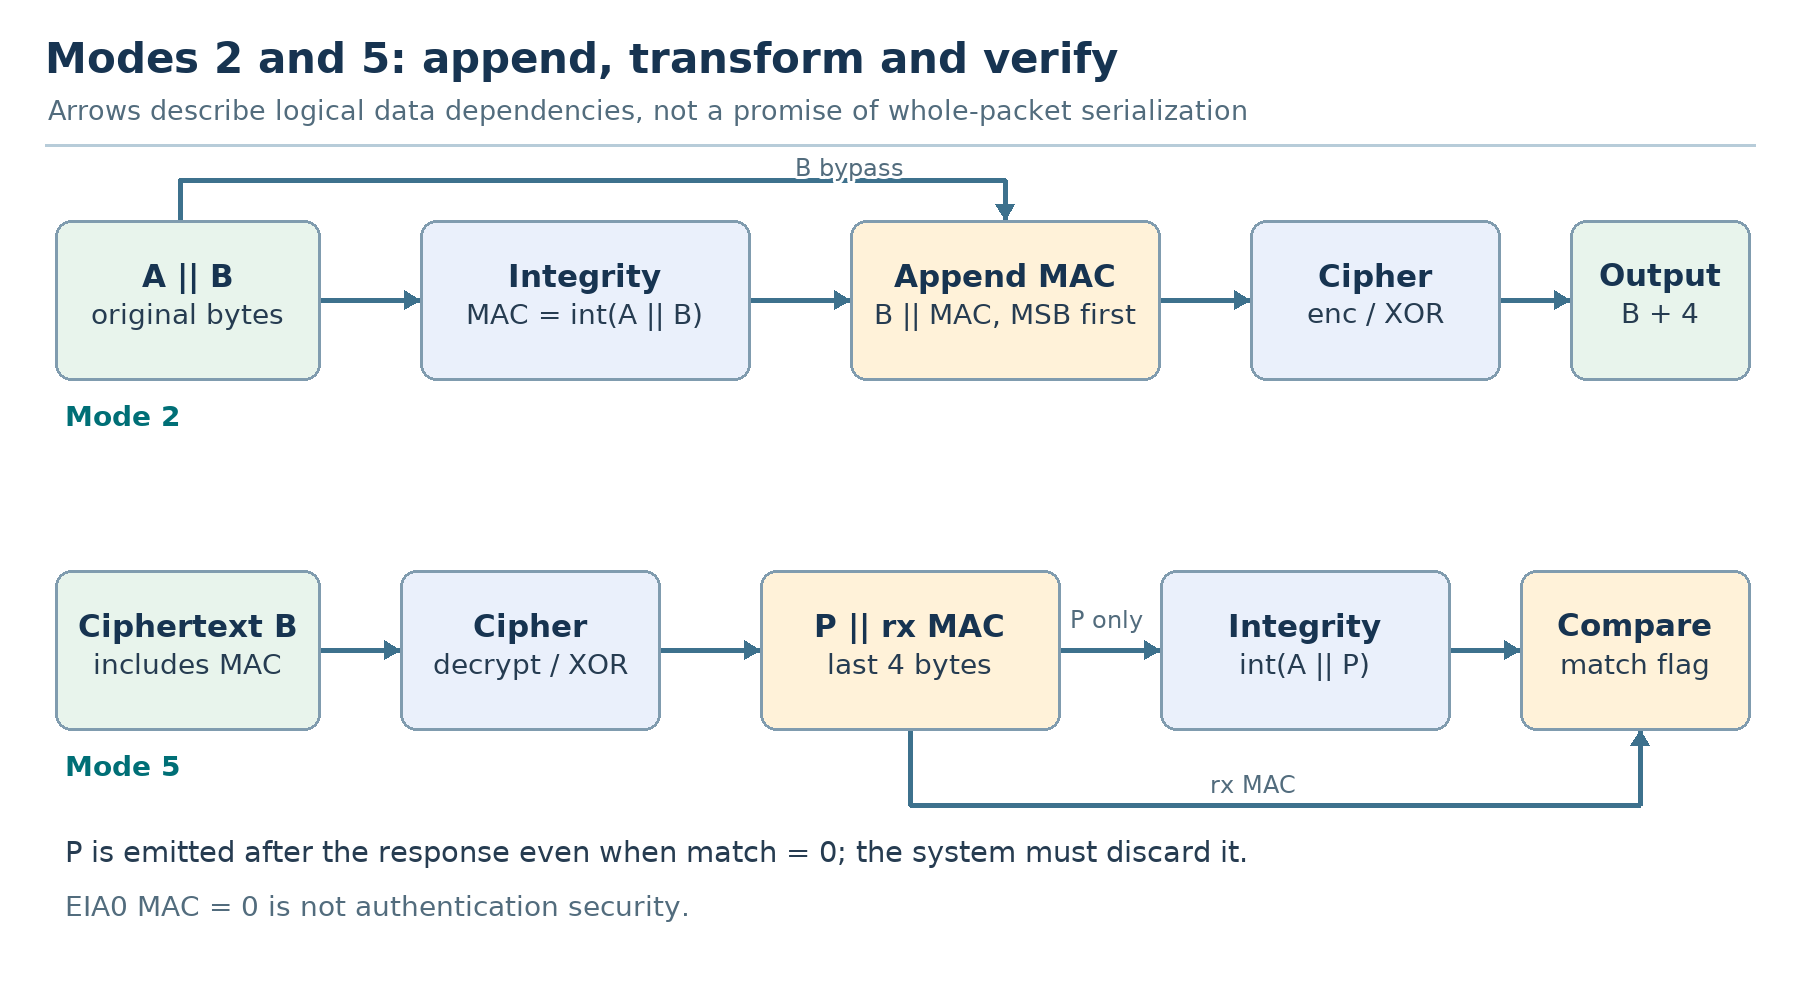 Modes 2 and 5: append, transform and verify
Arrows describe logical data dependencies, not a promise of whole-packet serialization
B bypass
A || B
original bytes
Integrity
MAC = int(A || B)
Append MAC
B || MAC, MSB first
Cipher
enc / XOR
Output
B + 4
Mode 2
Ciphertext B
includes MAC
Cipher
decrypt / XOR
P || rx MAC
last 4 bytes
P only
Integrity
int(A || P)
Compare
match flag
Mode 5
rx MAC
P is emitted after the response even when match = 0; the system must discard it.
EIA0 MAC = 0 is not authentication security.